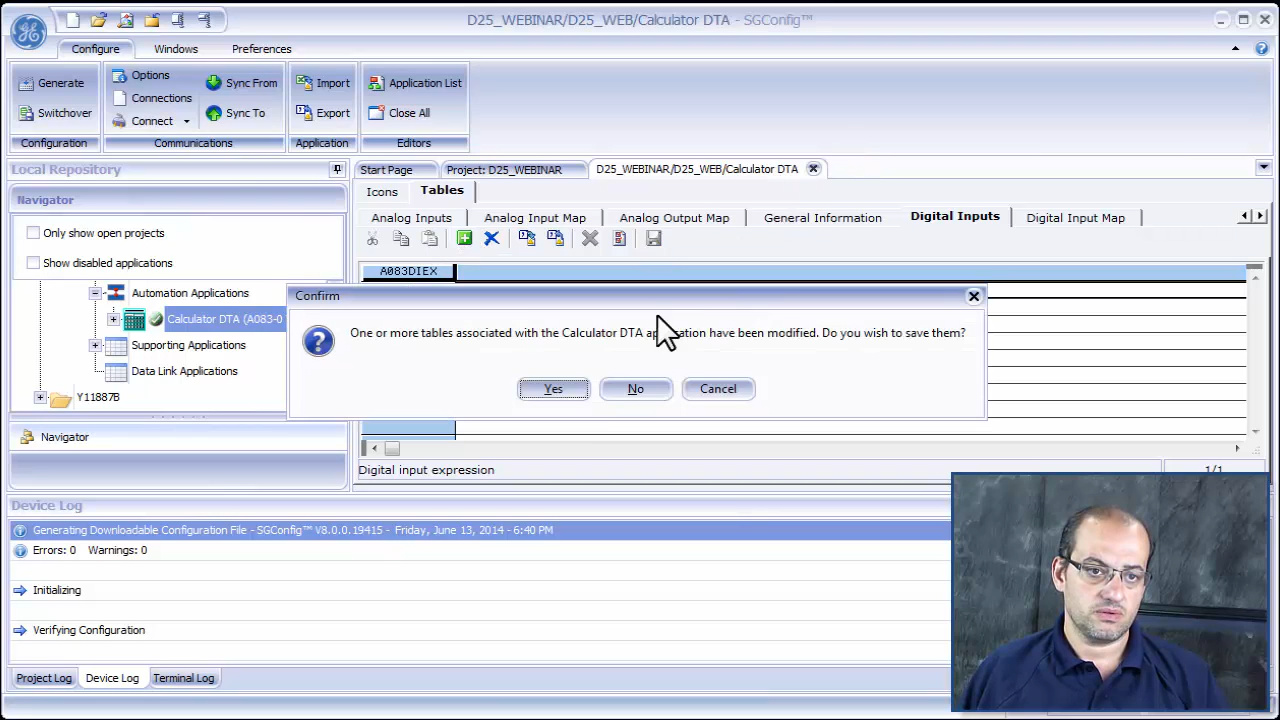 D25_WEBINAR/D25_WEB/Calculator DTA - SGConfig™
Configure Windows Preferences
Generate Options Sync From Import Application List
Connections
Switchover Connect Sync To Export Close All
Configuration Communications Application Editors
Local Repository
Start Page Project: D25_WEBINAR D25_WEBINAR/D25_WEB/Calculator DTA
Icons Tables
Navigator
Analog Inputs Analog Input Map Analog Output Map General Information Digital Inputs Digital Input Map
Only show open projects
Show disabled applications
A083DIEX
Automation Applications
Calculator DTA (A083-0
Supporting Applications
Data Link Applications
Y11887B
Confirm
One or more tables associated with the Calculator DTA application have been modified. Do you wish to save them?
Yes No Cancel
Navigator
Digital input expression 1/1
Device Log
Generating Downloadable Configuration File - SGConfig™ V8.0.0.19415 - Friday, June 13, 2014 - 6:40 PM
Errors: 0 Warnings: 0
Initializing
Verifying Configuration
Project Log Device Log Terminal Log